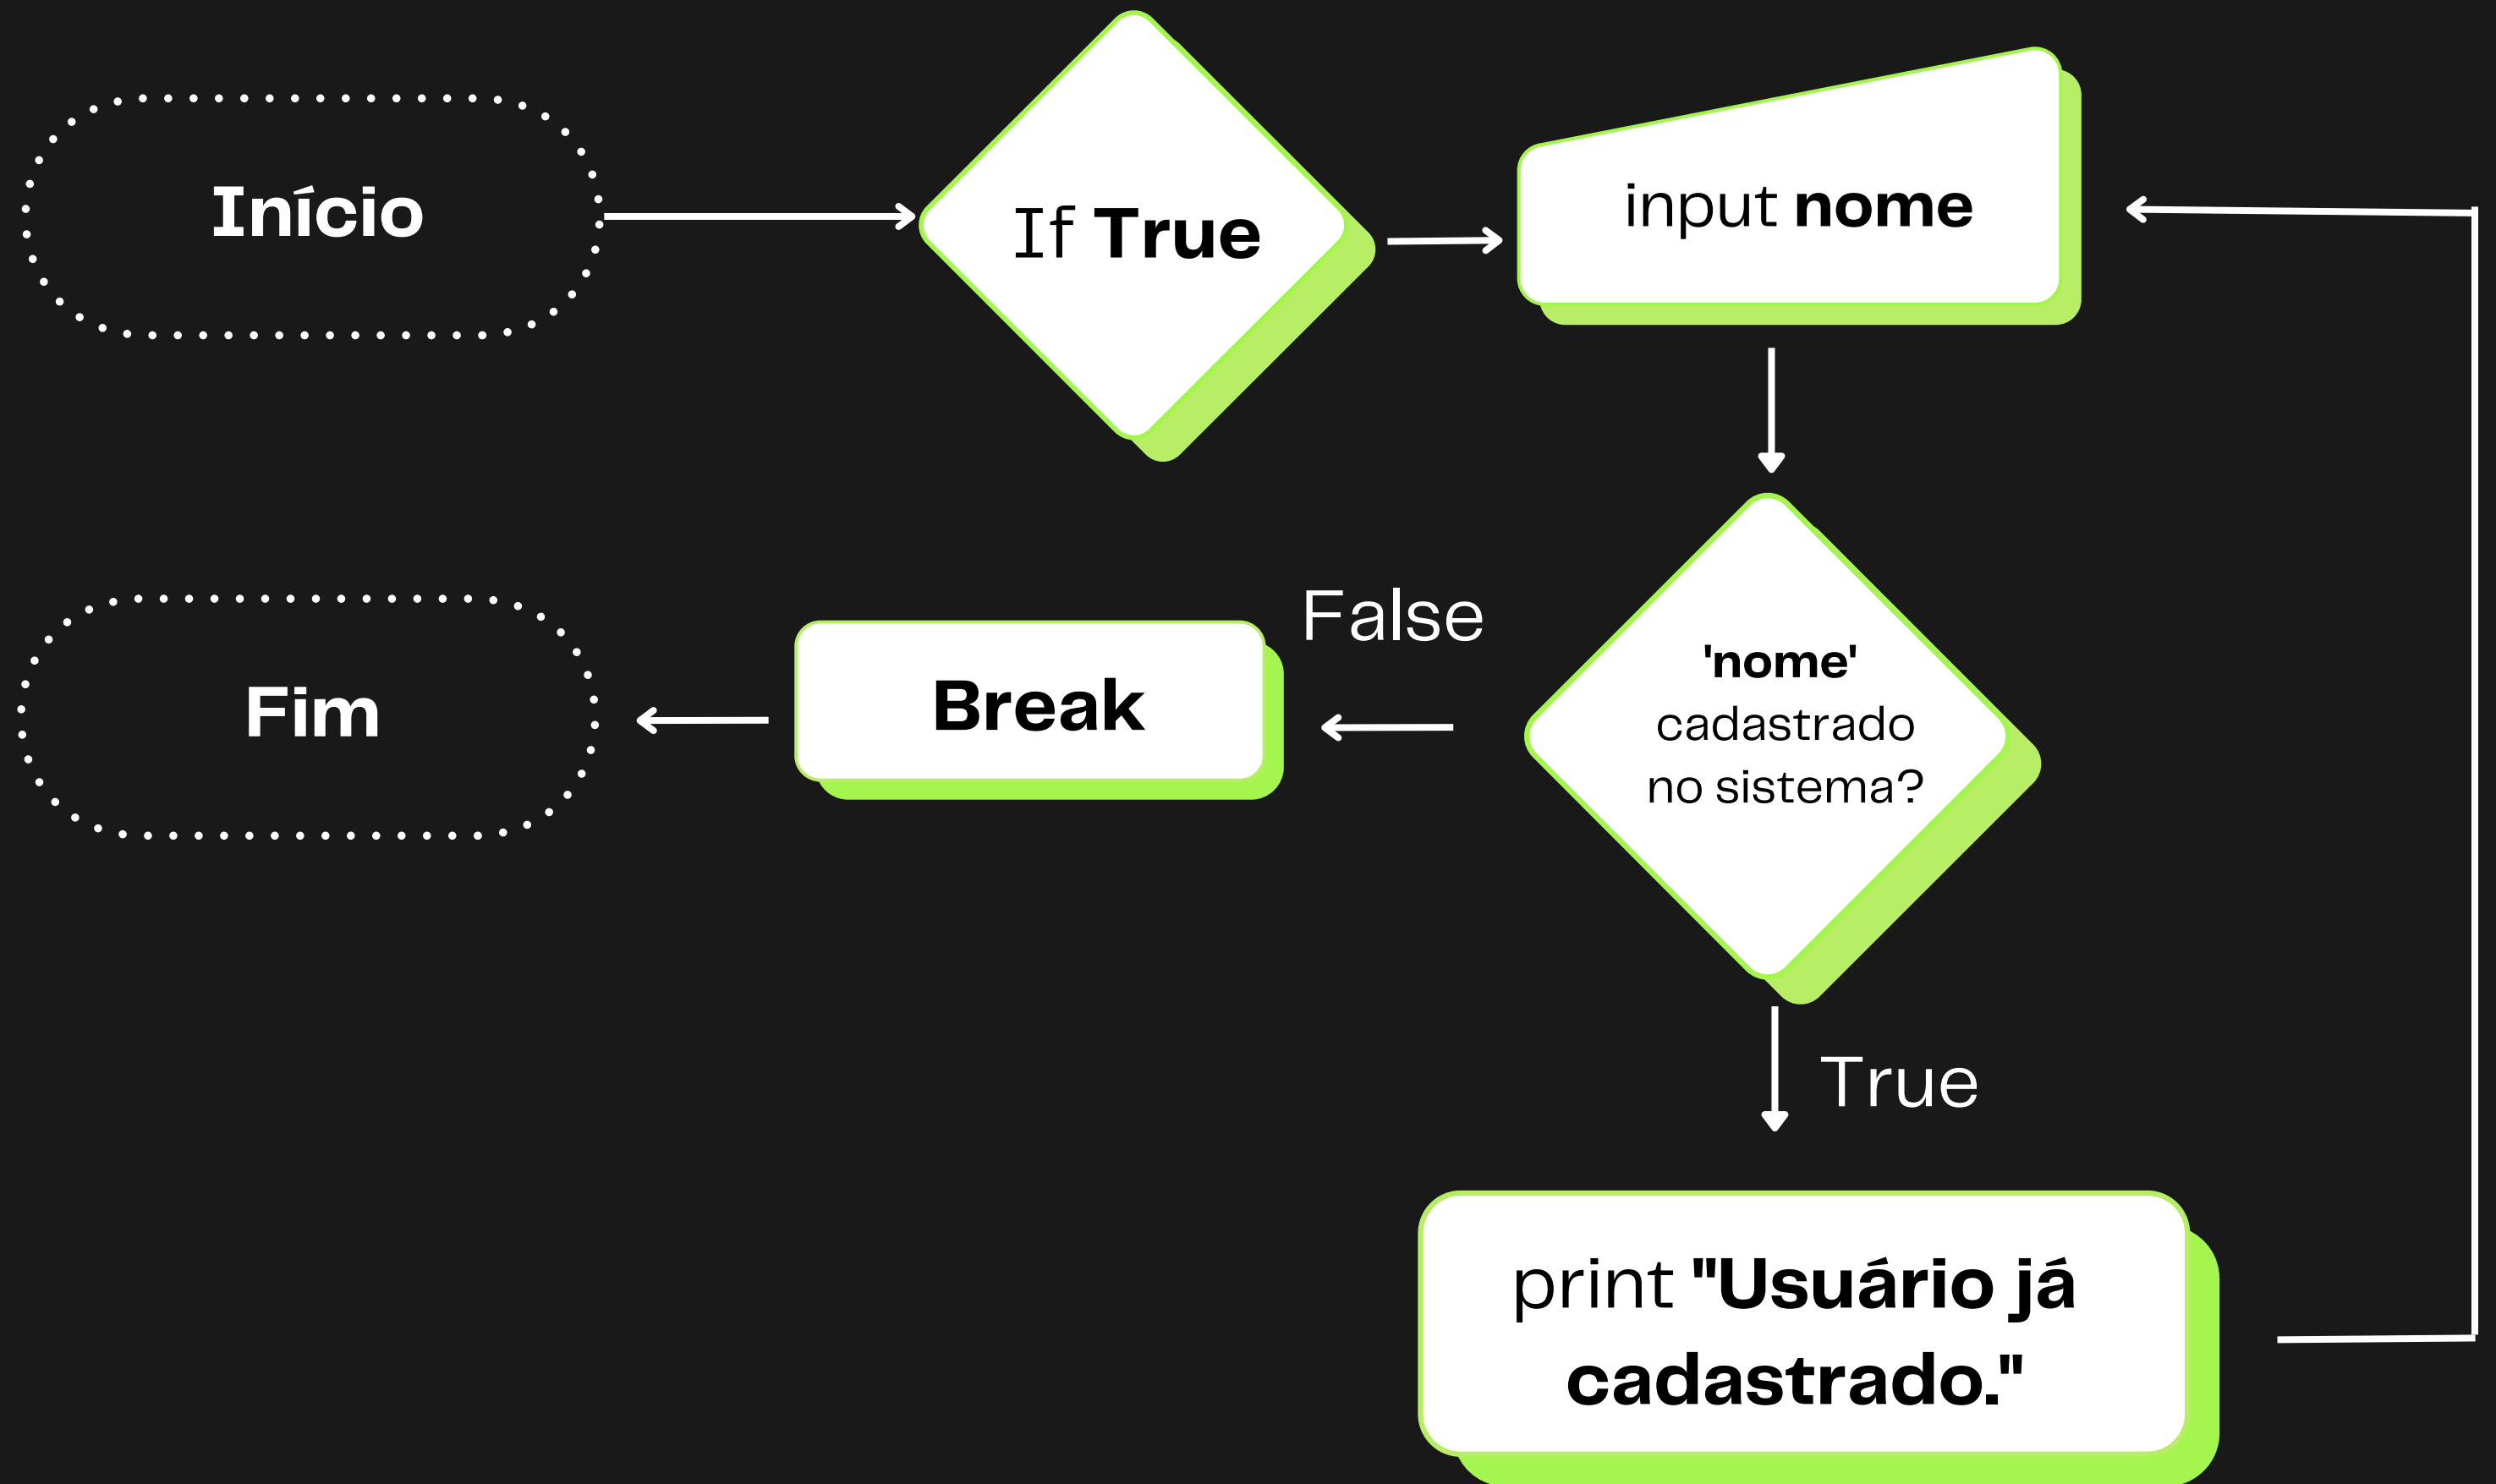 Início
If True
input nome
False
'nome'
cadastrado
no sistema?
Break
Fim
True
print "Usuário já
cadastrado."